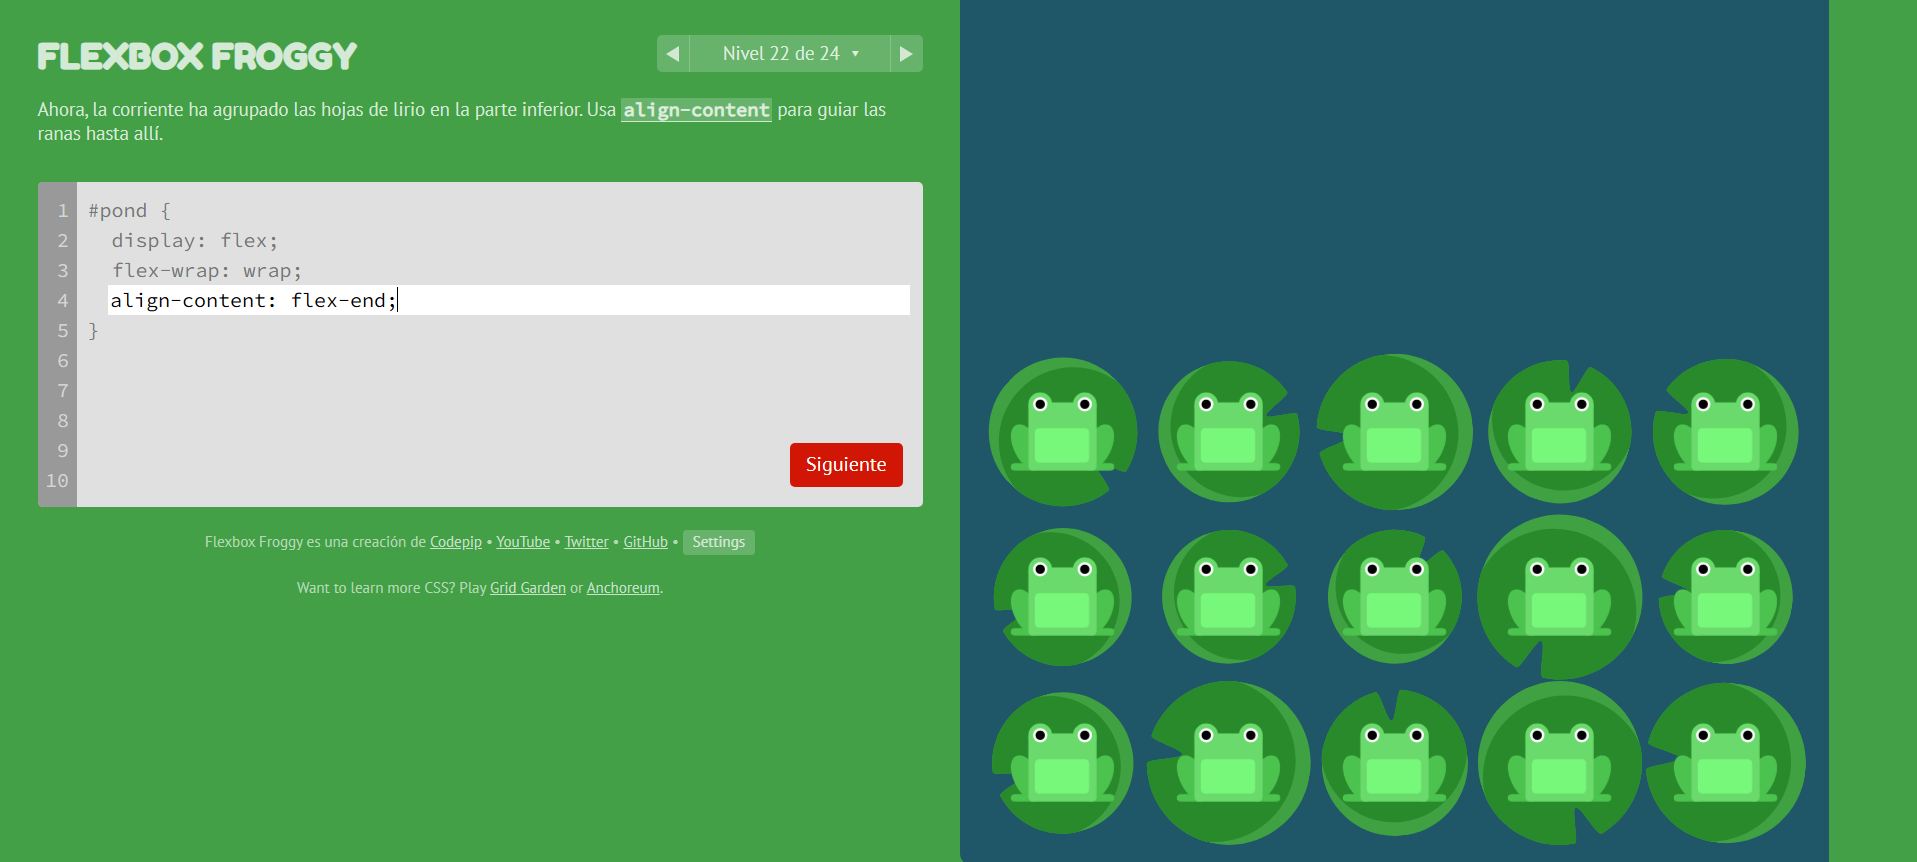 FLEXBOX FROGGY
Nivel 22 de 24
Ahora, la corriente ha agrupado las hojas de lirio en la parte inferior. Usa align-content para guiar las
ranas hasta allí.
1 #pond {
2 display: flex;
3 flex-wrap: wrap;
4 align-content: flex-end;
5 }
6
7
8
9
10
Siguiente
Flexbox Froggy es una creación de Codepip • YouTube • Twitter • GitHub • Settings
Want to learn more CSS? Play Grid Garden or Anchoreum.